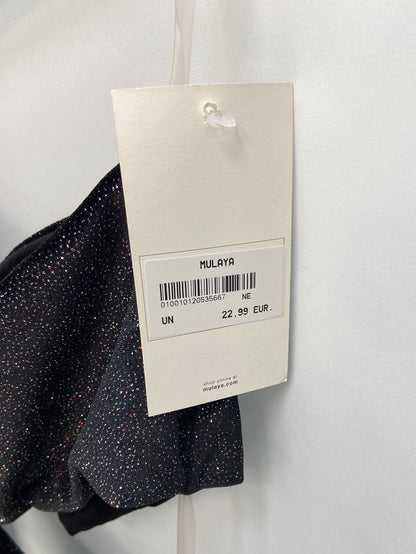 MULAYA
010010120535667 NE
UN 22,99 EUR.
shop online at
mulaya.com